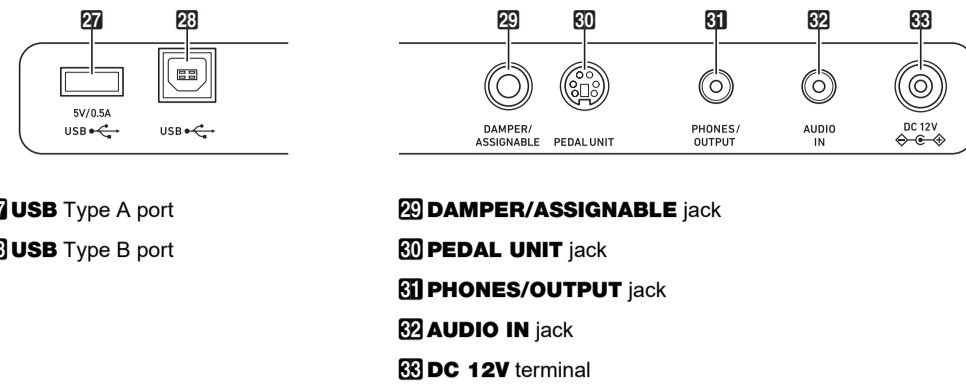 27 28 29 30 31 32 33
5V/0.5A
USB
USB
DAMPER/
ASSIGNABLE
PEDAL UNIT
PHONES/
OUTPUT
AUDIO
IN
DC 12V
7 USB Type A port
8 USB Type B port
29 DAMPER/ASSIGNABLE jack
30 PEDAL UNIT jack
31 PHONES/OUTPUT jack
32 AUDIO IN jack
33 DC 12V terminal